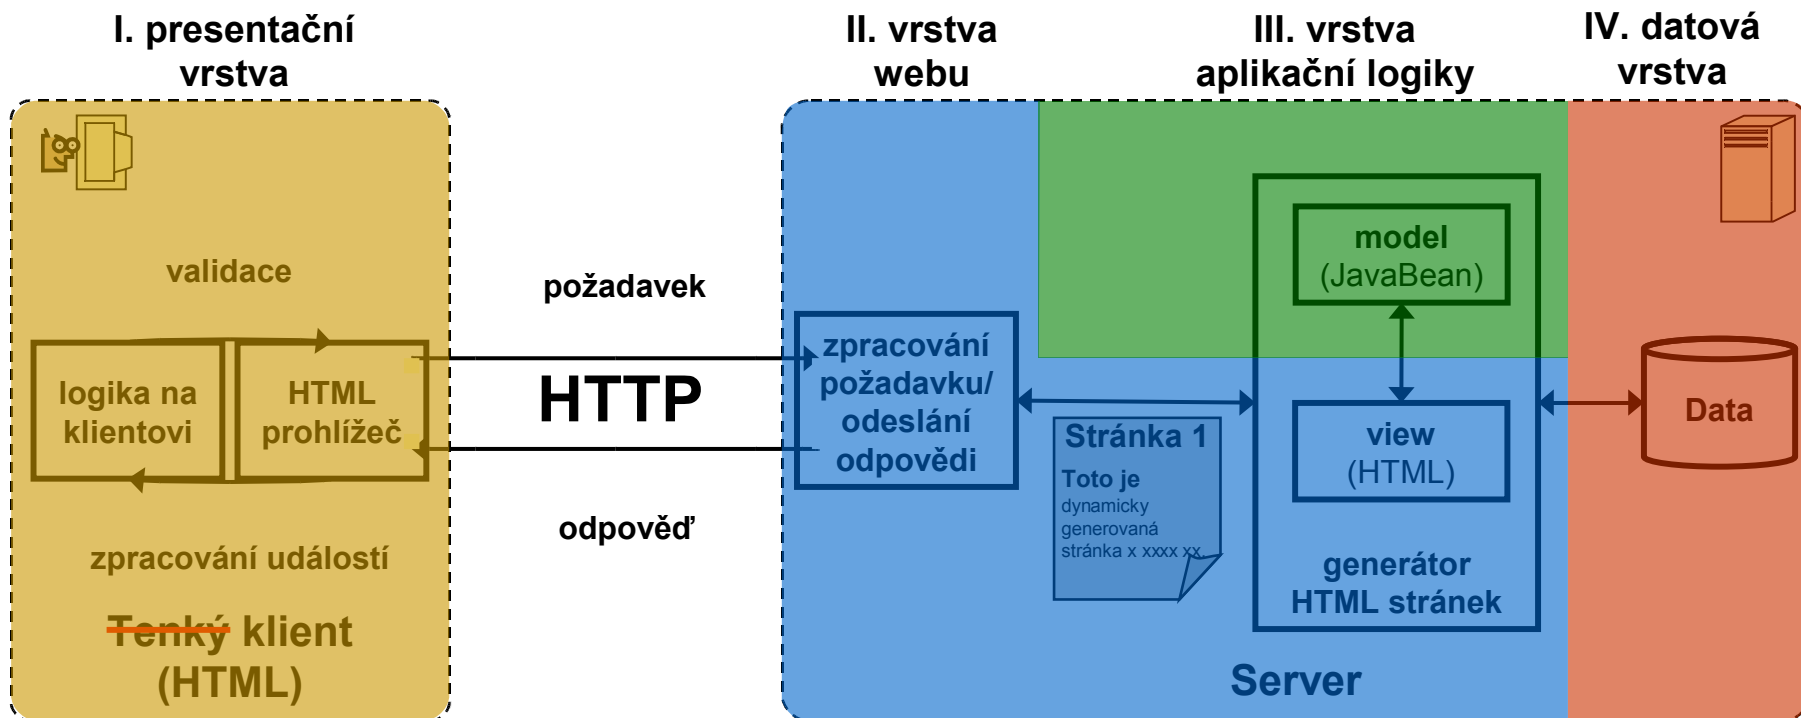 I. presentační
vrstva
II. vrstva
webu
III. vrstva
aplikační logiky
IV. datová
vrstva
validace
logika na
klientovi
HTML
prohlížeč
zpracování událostí
Tenký klient
(HTML)
požadavek
HTTP
odpověď
zpracování
požadavku/
odeslání
odpovědi
Stránka 1
Toto je
dynamicky
generovaná
stránka x xxxx xx.
model
(JavaBean)
view
(HTML)
generátor
HTML stránek
Server
Data